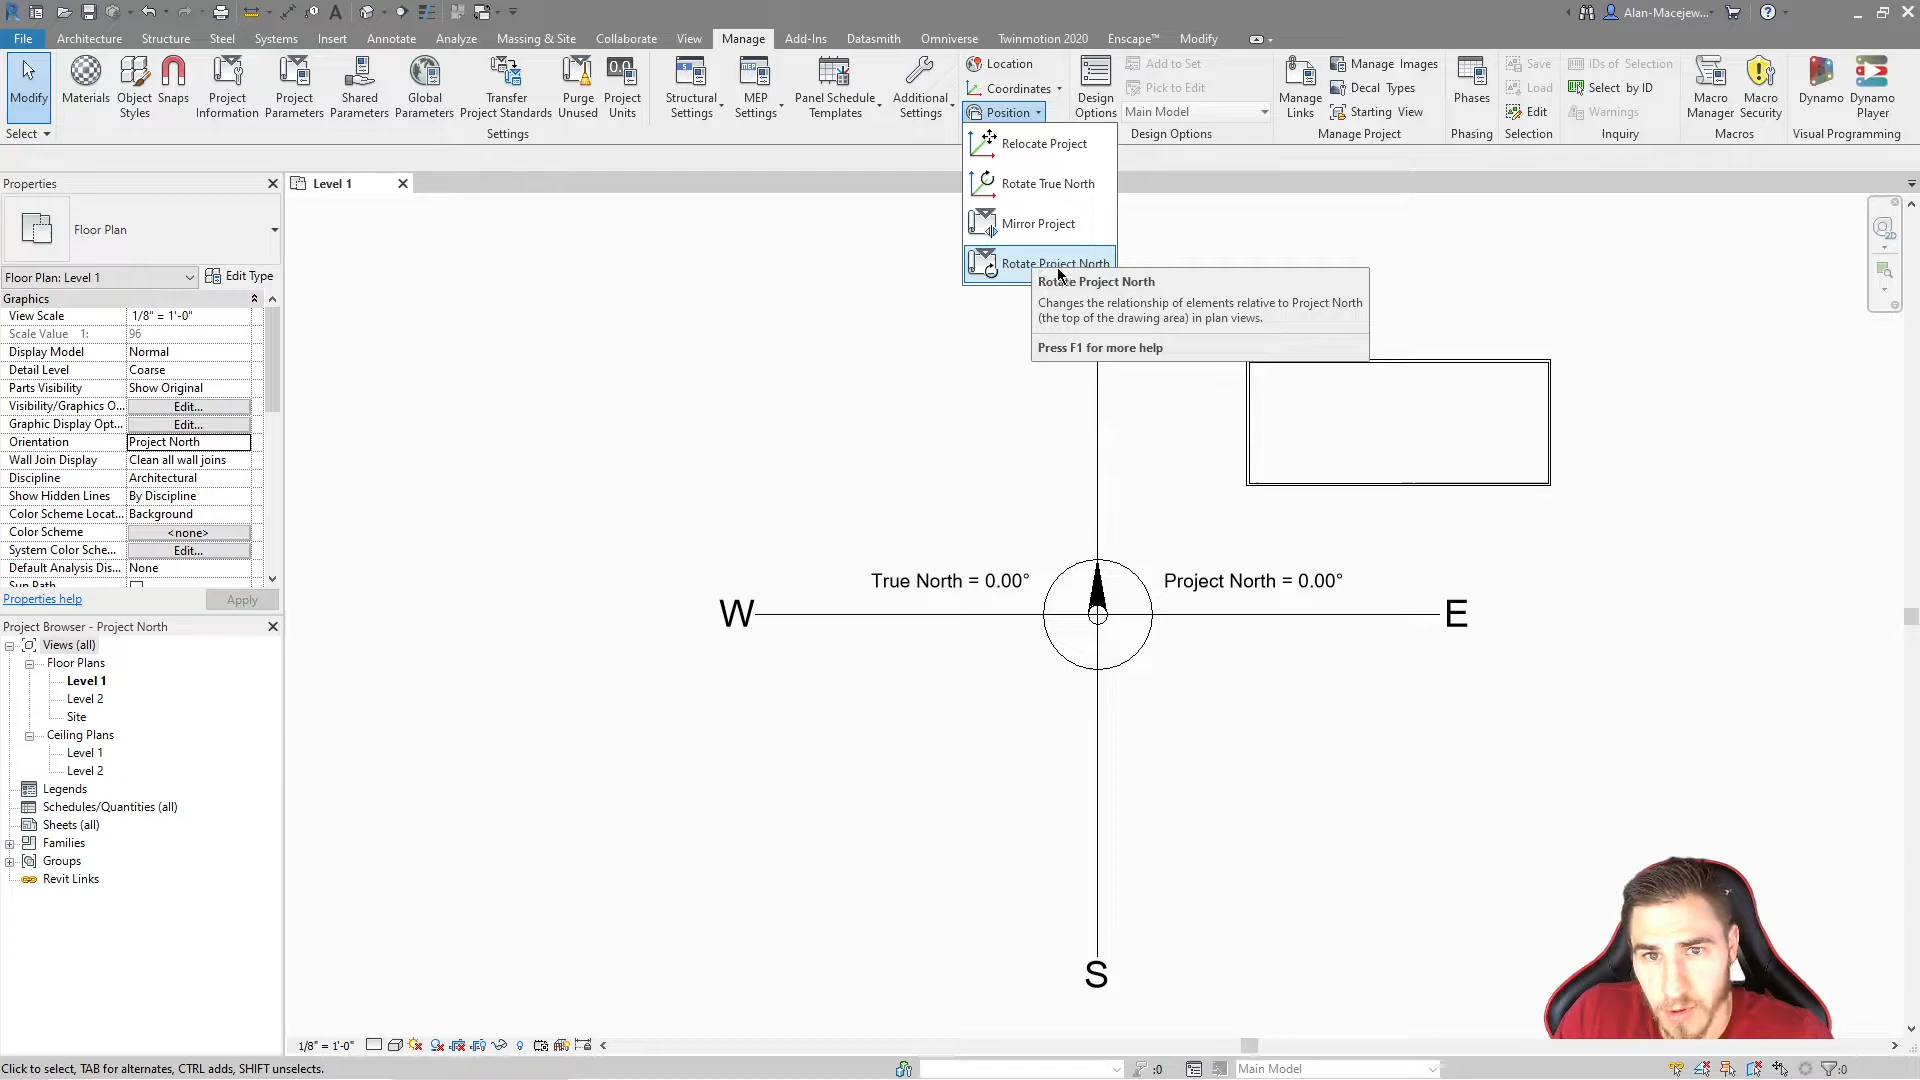 Alan-Macejew...
File Architecture Structure Steel Systems Insert Annotate Analyze Massing & Site Collaborate View Manage Add-Ins Datasmith Omniverse Twinmotion 2020 Enscape™ Modify
Modify
Materials
Object Styles
Snaps
Project Information
Project Parameters
Shared Parameters
Global Parameters
Transfer Project Standards
Purge Unused
Project Units
Structural Settings
MEP Settings
Panel Schedule Templates
Additional Settings
Location
Coordinates
Position
Design Options
Add to Set
Pick to Edit
Main Model
Manage Links
Manage Images
Decal Types
Starting View
Phases
Save
Load
Edit
IDs of Selection
Select by ID
Warnings
Macro Manager
Macro Security
Dynamo
Dynamo Player
Select
Settings
Design Options
Manage Project
Phasing
Selection
Inquiry
Macros
Visual Programming
Relocate Project
Rotate True North
Mirror Project
Rotate Project North
Rotate Project North
Changes the relationship of elements relative to Project North
(the top of the drawing area) in plan views.
Press F1 for more help
Properties
Level 1
Floor Plan
Floor Plan: Level 1
Edit Type
Graphics
View Scale 1/8" = 1'-0"
Scale Value 1: 96
Display Model Normal
Detail Level Coarse
Parts Visibility Show Original
Visibility/Graphics O... Edit...
Graphic Display Opt... Edit...
Orientation Project North
Wall Join Display Clean all wall joins
Discipline Architectural
Show Hidden Lines By Discipline
Color Scheme Locat... Background
Color Scheme <none>
System Color Sche... Edit...
Default Analysis Dis... None
Sun Path
Properties help
Apply
Project Browser - Project North
Views (all)
Floor Plans
Level 1
Level 2
Site
Ceiling Plans
Level 1
Level 2
Legends
Schedules/Quantities (all)
Sheets (all)
Families
Groups
Revit Links
True North = 0.00°
Project North = 0.00°
W
E
S
2D
1/8" = 1'-0"
Click to select, TAB for alternates, CTRL adds, SHIFT unselects.
:0
Main Model
:0